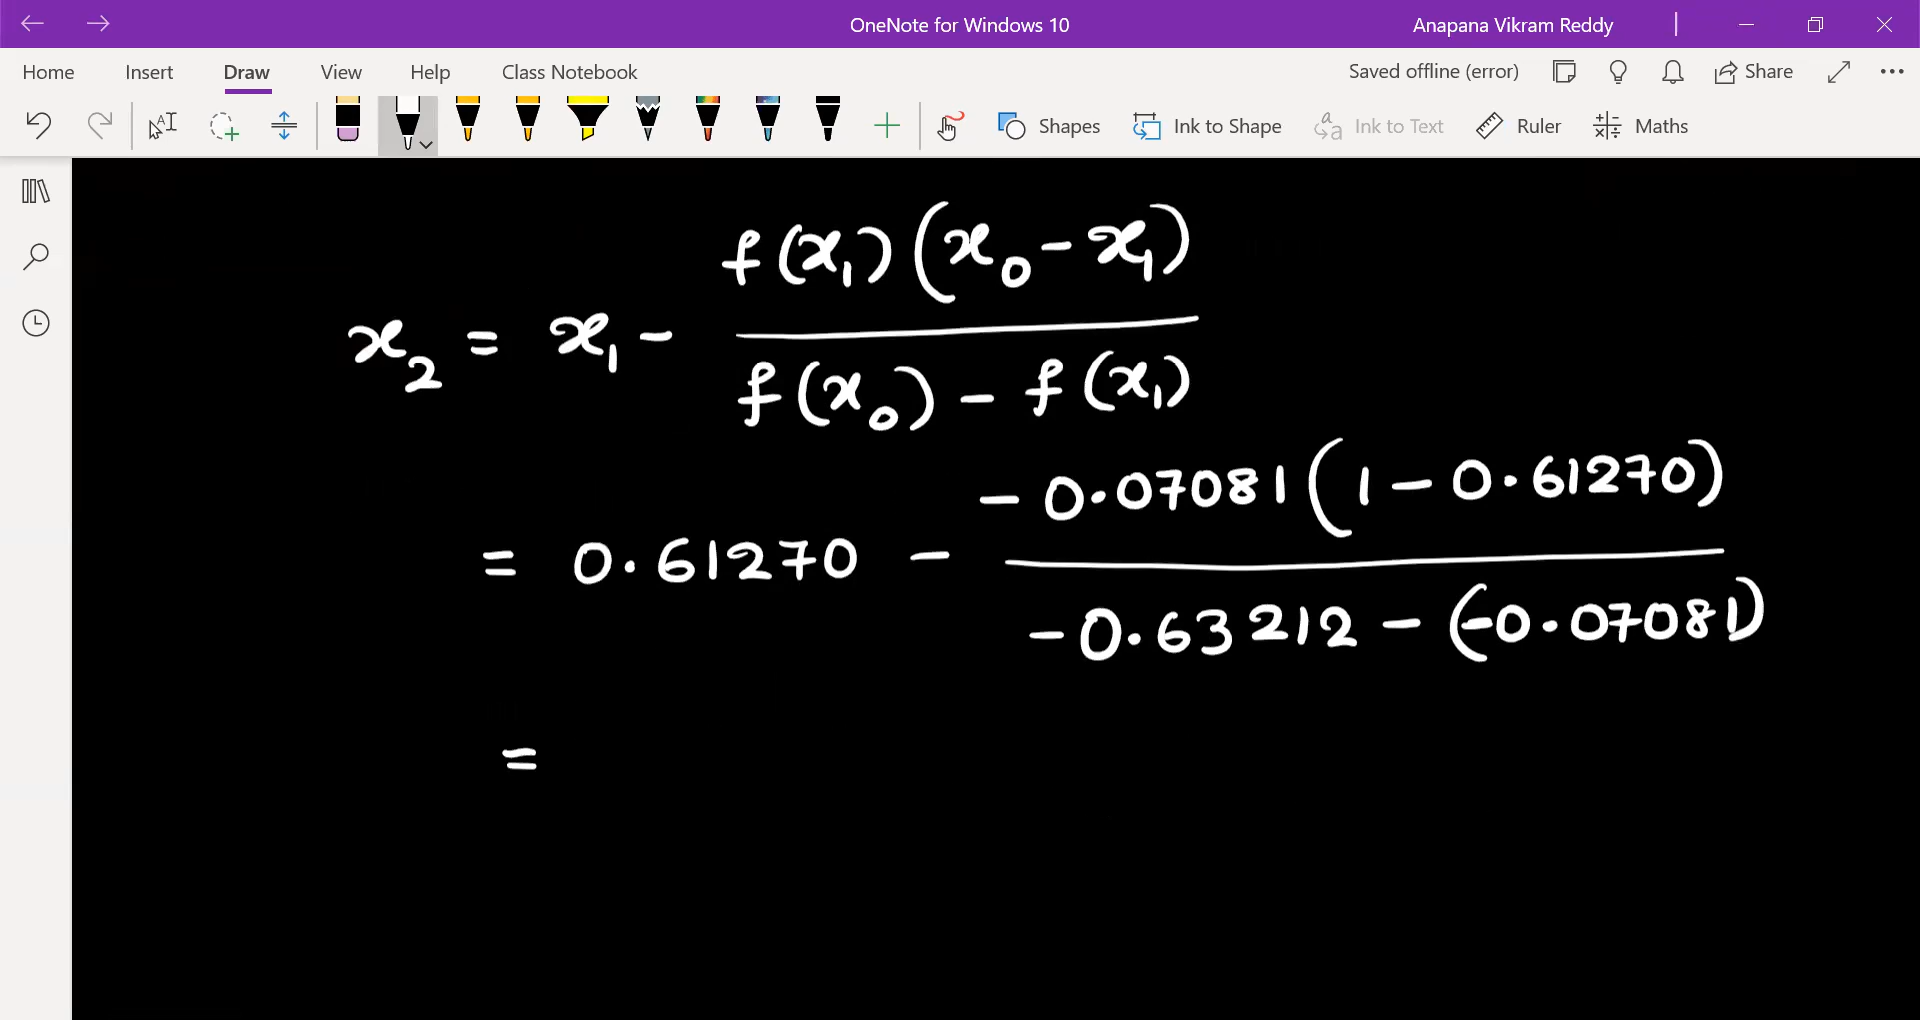 OneNote for Windows 10 Anapana Vikram Reddy
Home Insert Draw View Help Class Notebook Saved offline (error) Share
Shapes Ink to Shape Ink to Text Ruler Maths
x₂ = x₁ - f(x₁)(x₀ - x₁) / f(x₀) - f(x₁)
= 0.61270 - -0.07081(1 - 0.61270) / -0.63212 - (-0.07081)
=